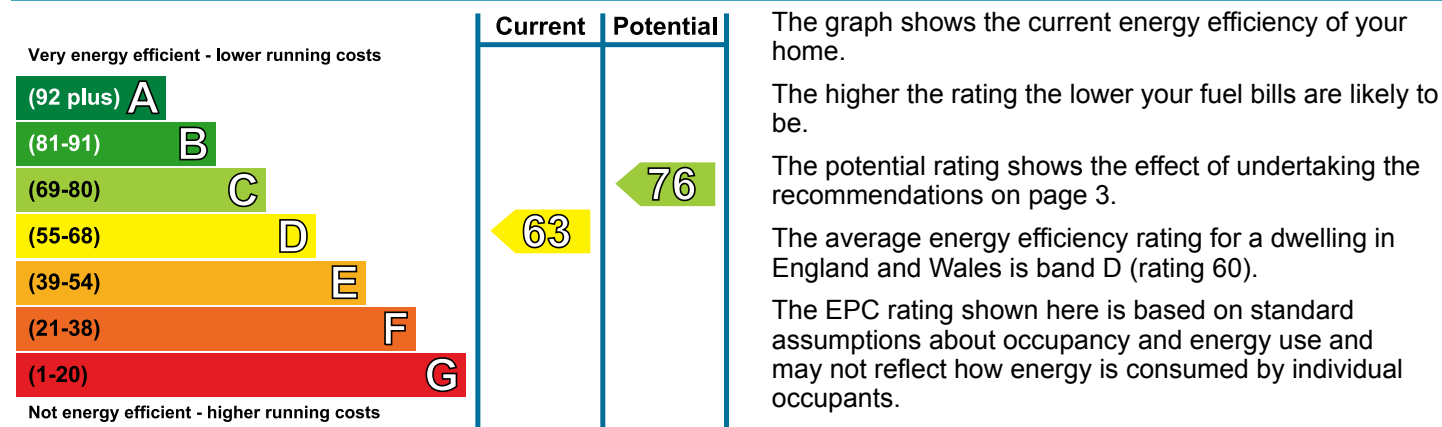 Current Potential
Very energy efficient - lower running costs
(92 plus) A
(81-91) B
(69-80) C
76
(55-68) D
63
(39-54) E
(21-38) F
(1-20) G
Not energy efficient - higher running costs
The graph shows the current energy efficiency of your
home.
The higher the rating the lower your fuel bills are likely to
be.
The potential rating shows the effect of undertaking the
recommendations on page 3.
The average energy efficiency rating for a dwelling in
England and Wales is band D (rating 60).
The EPC rating shown here is based on standard
assumptions about occupancy and energy use and
may not reflect how energy is consumed by individual
occupants.